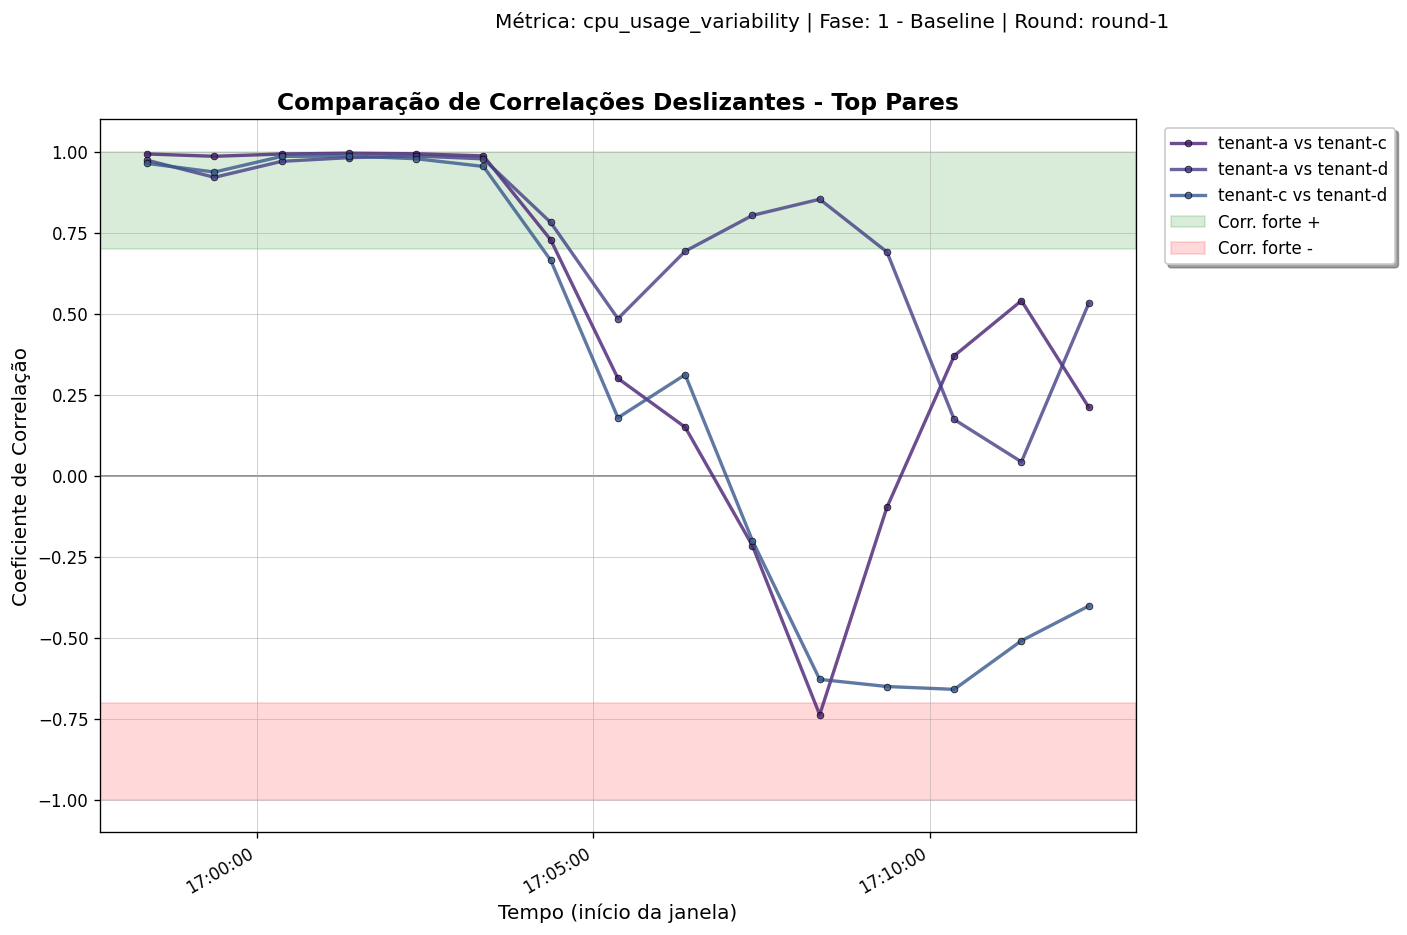 Métrica: cpu_usage_variability | Fase: 1 - Baseline | Round: round-1
Comparação de Correlações Deslizantes - Top Pares
tenant-a vs tenant-c
tenant-a vs tenant-d
tenant-c vs tenant-d
Corr. forte +
Corr. forte -
Coeficiente de Correlação
1.00
0.75
0.50
0.25
0.00
−0.25
−0.50
−0.75
−1.00
17:00:00
17:05:00
17:10:00
Tempo (início da janela)